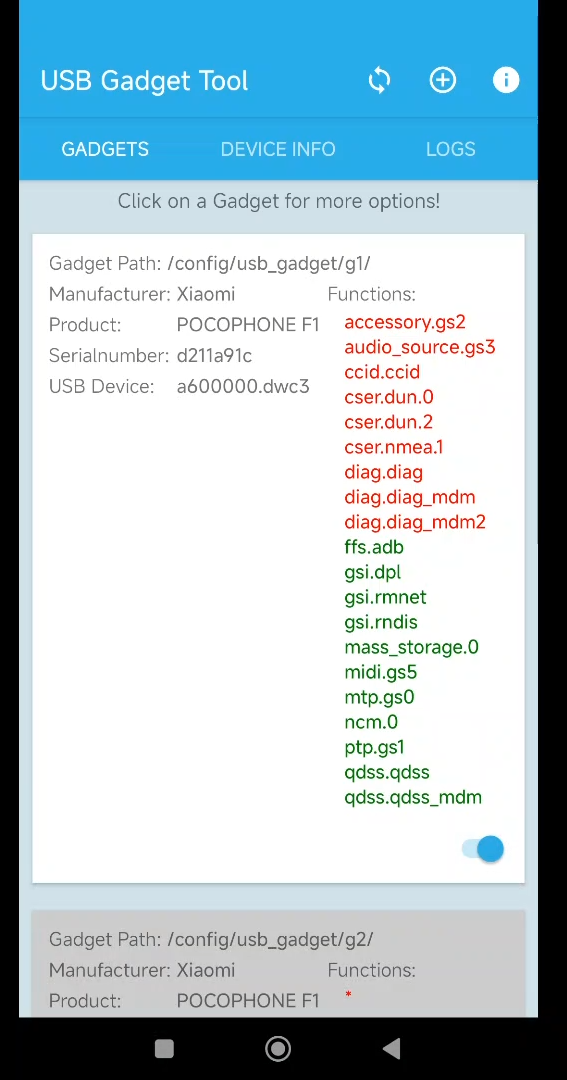 USB Gadget Tool
GADGETS DEVICE INFO LOGS
Click on a Gadget for more options!
Gadget Path: /config/usb_gadget/g1/
Manufacturer: Xiaomi Functions:
Product: POCOPHONE F1
Serialnumber: d211a91c
USB Device: a600000.dwc3
accessory.gs2
audio_source.gs3
ccid.ccid
cser.dun.0
cser.dun.2
cser.nmea.1
diag.diag
diag.diag_mdm
diag.diag_mdm2
ffs.adb
gsi.dpl
gsi.rmnet
gsi.rndis
mass_storage.0
midi.gs5
mtp.gs0
ncm.0
ptp.gs1
qdss.qdss
qdss.qdss_mdm
Gadget Path: /config/usb_gadget/g2/
Manufacturer: Xiaomi Functions:
Product: POCOPHONE F1 *